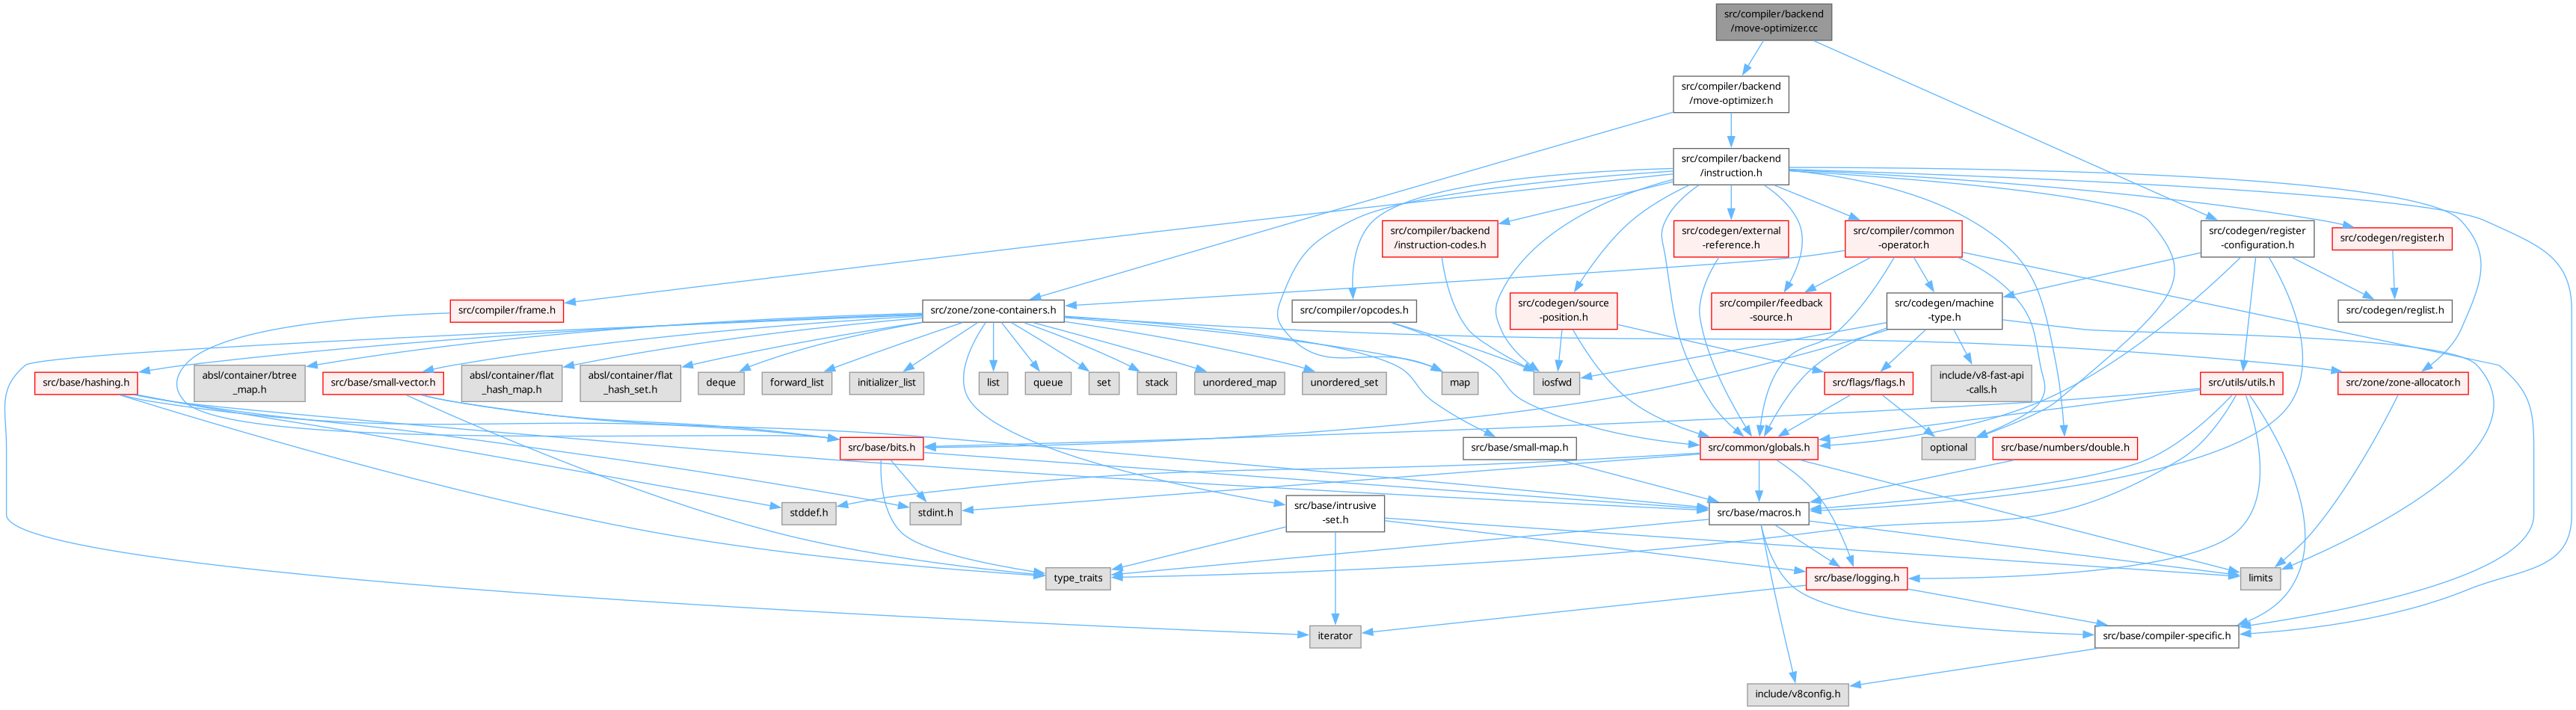 src/compiler/backend
/move-optimizer.cc
src/compiler/backend
/move-optimizer.h
src/compiler/backend
/instruction.h
src/compiler/backend
/instruction-codes.h
src/codegen/external
-reference.h
src/compiler/common
-operator.h
src/codegen/register
-configuration.h
src/codegen/register.h
src/compiler/frame.h
src/zone/zone-containers.h
src/compiler/opcodes.h
src/codegen/source
-position.h
src/compiler/feedback
-source.h
src/codegen/machine
-type.h
src/codegen/reglist.h
src/base/hashing.h
absl/container/btree
_map.h
src/base/small-vector.h
absl/container/flat
_hash_map.h
absl/container/flat
_hash_set.h
deque
forward_list
initializer_list
list
queue
set
stack
unordered_map
unordered_set
map
iosfwd
src/flags/flags.h
include/v8-fast-api
-calls.h
src/utils/utils.h
src/zone/zone-allocator.h
src/base/bits.h
src/base/small-map.h
src/common/globals.h
optional
src/base/numbers/double.h
stddef.h
stdint.h
src/base/intrusive
-set.h
src/base/macros.h
type_traits
src/base/logging.h
limits
iterator
src/base/compiler-specific.h
include/v8config.h